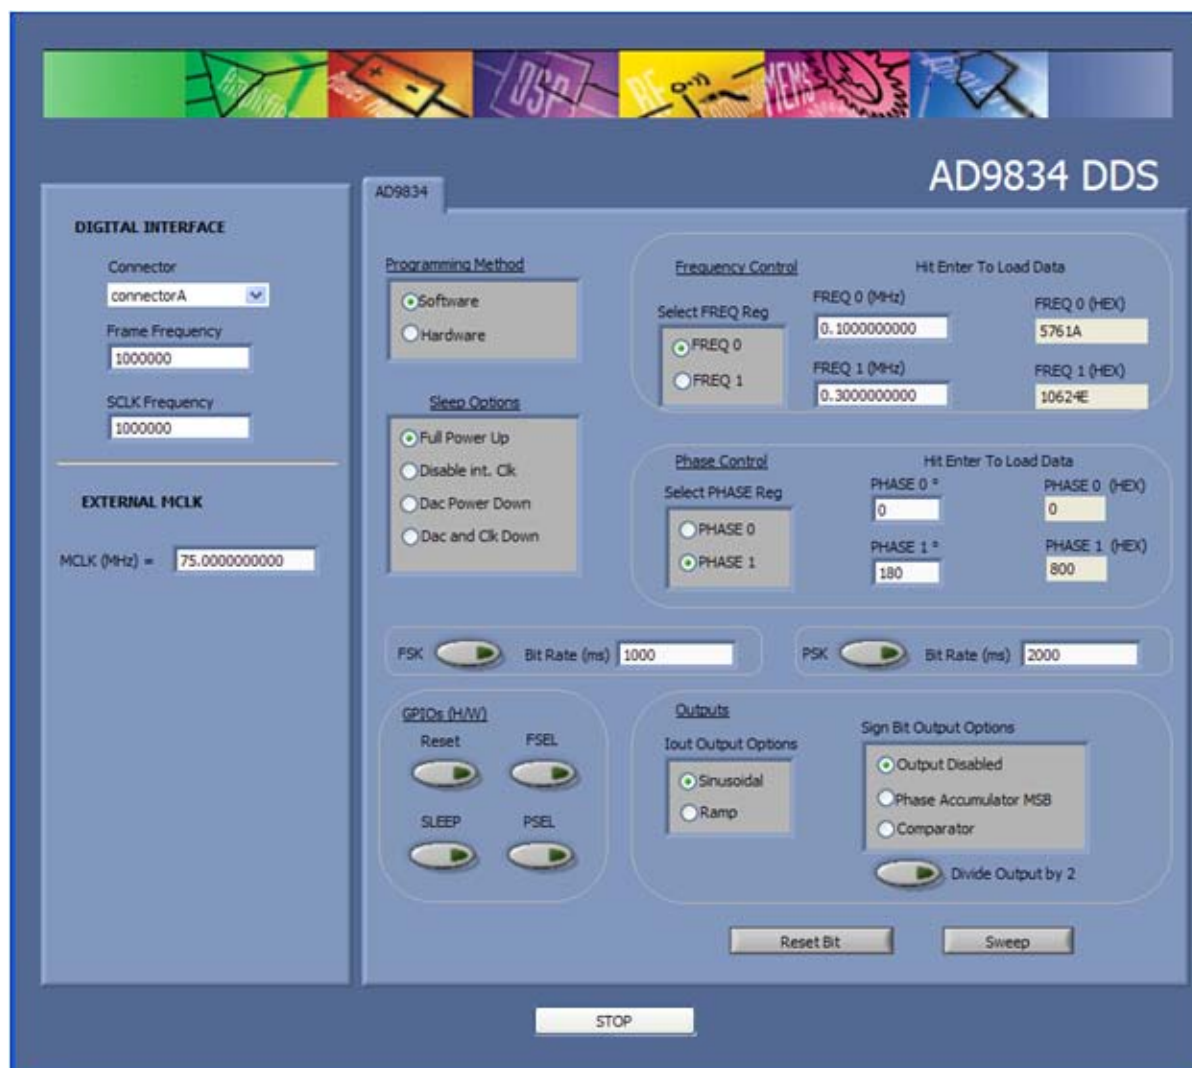 DSP
RF
MEMS
AD9834 DDS
DIGITAL INTERFACE
Connector
connectorA
Frame Frequency
1000000
SCLK Frequency
1000000
EXTERNAL MCLK
MCLK (MHz) = 75.0000000000
AD9834
Programming Method
Software
Hardware
Sleep Options
Full Power Up
Disable int. Clk
Dac Power Down
Dac and Clk Down
Frequency Control Hit Enter To Load Data
Select FREQ Reg
FREQ 0
FREQ 1
FREQ 0 (MHz)
0.1000000000
FREQ 0 (HEX)
5761A
FREQ 1 (MHz)
0.3000000000
FREQ 1 (HEX)
10624E
Phase Control Hit Enter To Load Data
Select PHASE Reg
PHASE 0
PHASE 1
PHASE 0 °
0
PHASE 0 (HEX)
0
PHASE 1 °
180
PHASE 1 (HEX)
800
FSK Bit Rate (ms) 1000
PSK Bit Rate (ms) 2000
GPIOs (H/W)
Reset FSEL
SLEEP PSEL
Outputs
Iout Output Options
Sinusoidal
Ramp
Sign Bit Output Options
Output Disabled
Phase Accumulator MSB
Comparator
Divide Output by 2
Reset Bit
Sweep
STOP